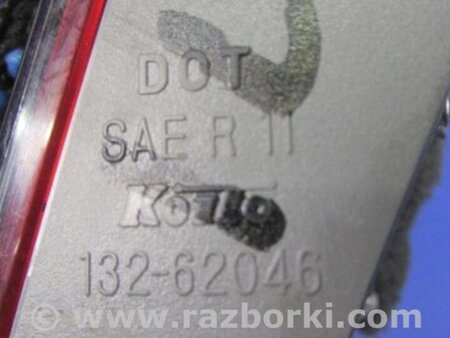 DOT
SAE R 11
KOITO
132-62046
www.razborki.com